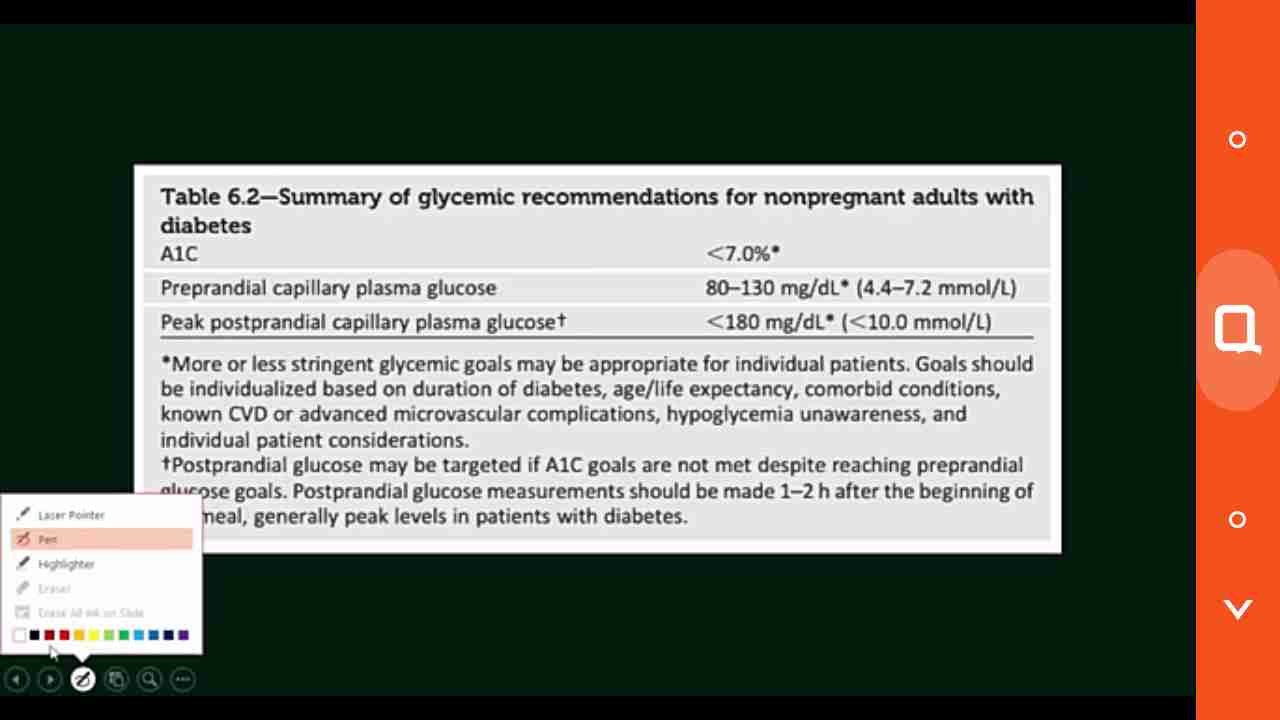 Table 6.2—Summary of glycemic recommendations for nonpregnant adults with
diabetes
A1C <7.0%*
Preprandial capillary plasma glucose 80–130 mg/dL* (4.4–7.2 mmol/L)
Peak postprandial capillary plasma glucose† <180 mg/dL* (<10.0 mmol/L)
*More or less stringent glycemic goals may be appropriate for individual patients. Goals should
be individualized based on duration of diabetes, age/life expectancy, comorbid conditions,
known CVD or advanced microvascular complications, hypoglycemia unawareness, and
individual patient considerations.
†Postprandial glucose may be targeted if A1C goals are not met despite reaching preprandial
glucose goals. Postprandial glucose measurements should be made 1–2 h after the beginning of
meal, generally peak levels in patients with diabetes.
Laser Pointer
Pen
Highlighter
Eraser
Erase All Ink on Slide